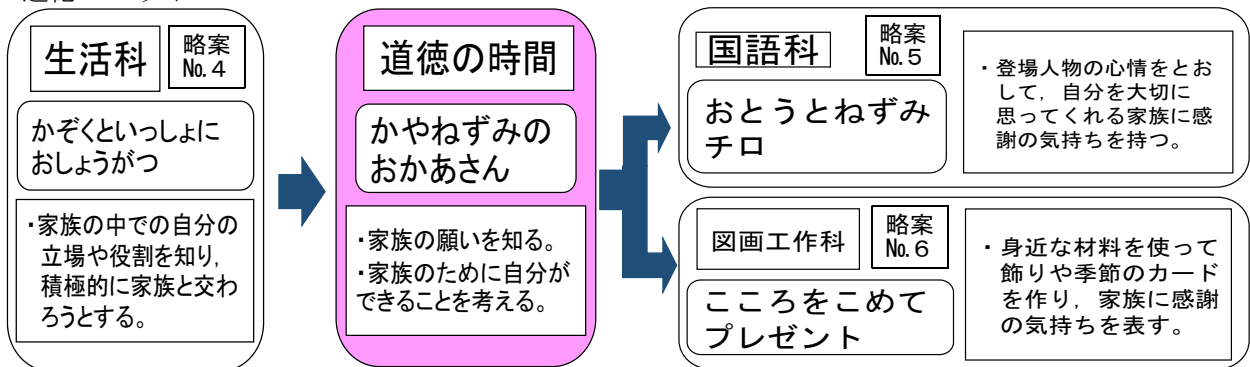 生活科
略案
№4
かぞくといっしょに
おしょうがつ
・家族の中での自分の
立場や役割を知り，
積極的に家族と交わ
ろうとする。
道徳の時間
かやねずみの
おかあさん
・家族の願いを知る。
・家族のために自分が
できることを考える。
国語科
略案
№5
おとうとねずみ
チロ
・登場人物の心情をとお
して，自分を大切に
思ってくれる家族に感
謝の気持ちを持つ。
図画工作科
略案
№6
こころをこめて
プレゼント
・身近な材料を使って
飾りや季節のカード
を作り，家族に感謝
の気持ちを表す。